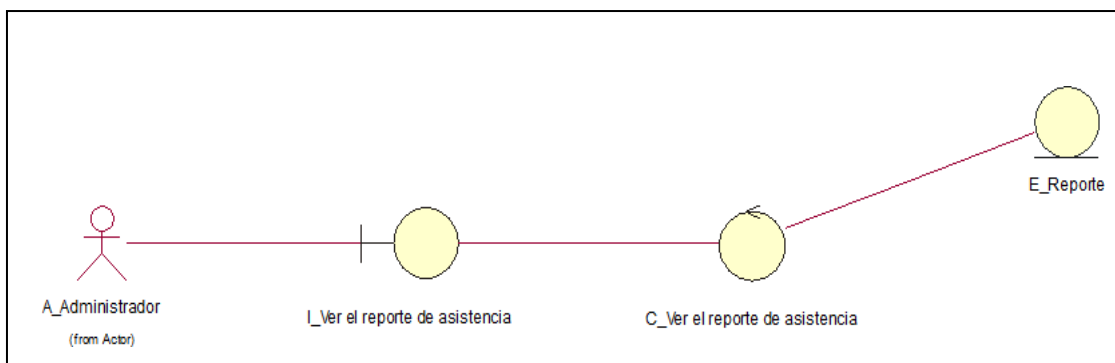 E_Reporte
A_Administrador
(from Actor)
I_Ver el reporte de asistencia
C_Ver el reporte de asistencia